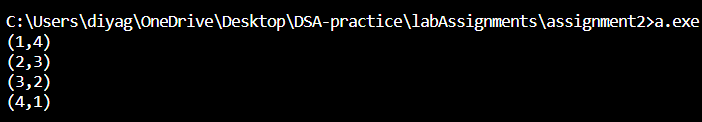 C:\Users\diyag\OneDrive\Desktop\DSA-practice\labAssignments\assignment2>a.exe
(1,4)
(2,3)
(3,2)
(4,1)